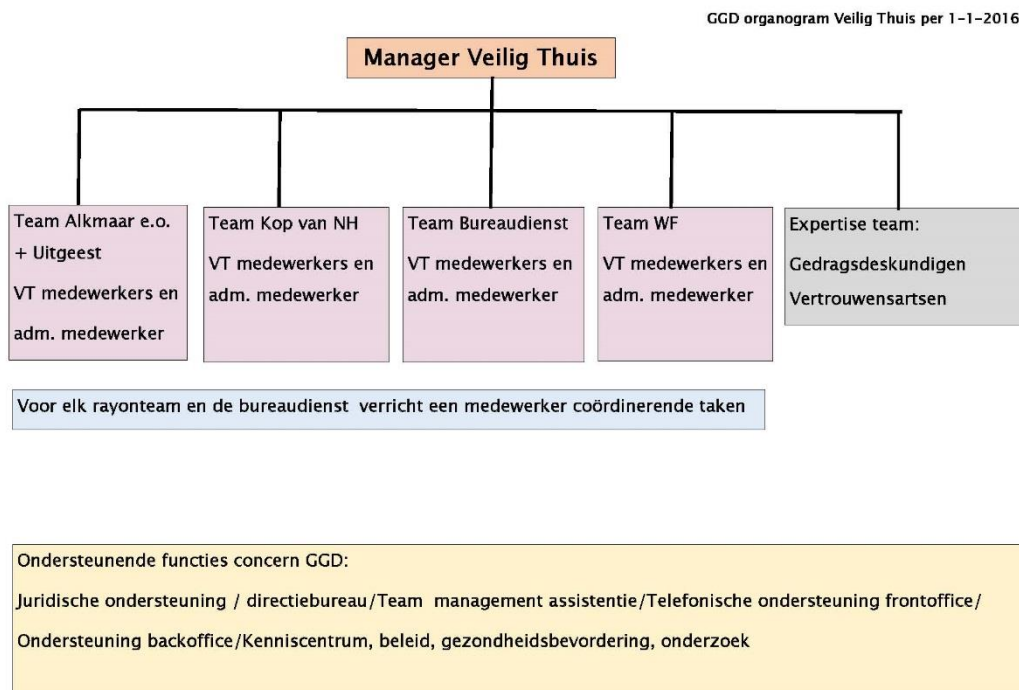 GGD organogram Veilig Thuis per 1-1-2016
Manager Veilig Thuis
Team Alkmaar e.o.
+ Uitgeest
VT medewerkers en
adm. medewerker
Team Kop van NH
VT medewerkers en
adm. medewerker
Team Bureaudienst
VT medewerkers en
adm. medewerker
Team WF
VT medewerkers en
adm. medewerker
Expertise team:
Gedragsdeskundigen
Vertrouwensartsen
Voor elk rayonteam en de bureaudienst verricht een medewerker coördinerende taken
Ondersteunende functies concern GGD:
Juridische ondersteuning / directiebureau/Team management assistentie/Telefonische ondersteuning frontoffice/
Ondersteuning backoffice/Kenniscentrum, beleid, gezondheidsbevordering, onderzoek